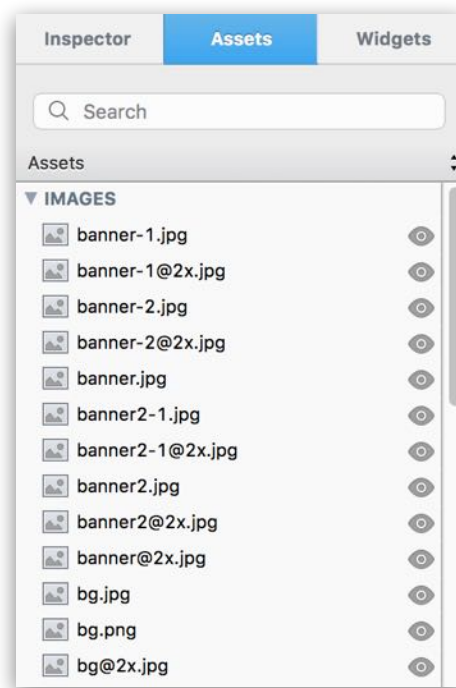 Inspector Assets Widgets
Search
Assets
IMAGES
banner-1.jpg
banner-1@2x.jpg
banner-2.jpg
banner-2@2x.jpg
banner.jpg
banner2-1.jpg
banner2-1@2x.jpg
banner2.jpg
banner2@2x.jpg
banner@2x.jpg
bg.jpg
bg.png
bg@2x.jpg